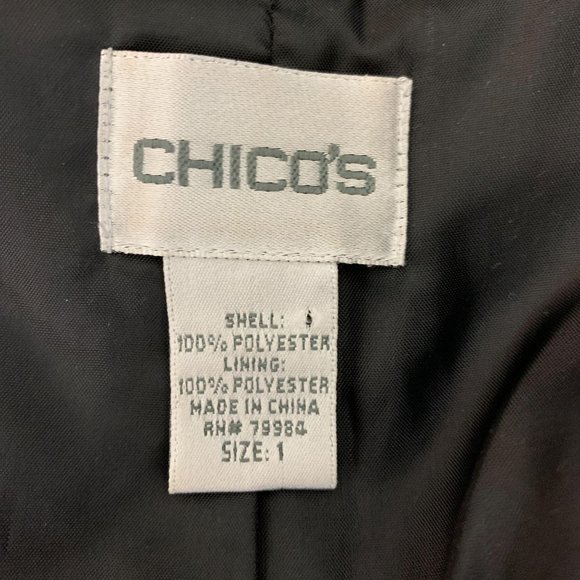 CHICO'S
SHELL:
100% POLYESTER
LINING:
100% POLYESTER
MADE IN CHINA
RN# 79984
SIZE: 1